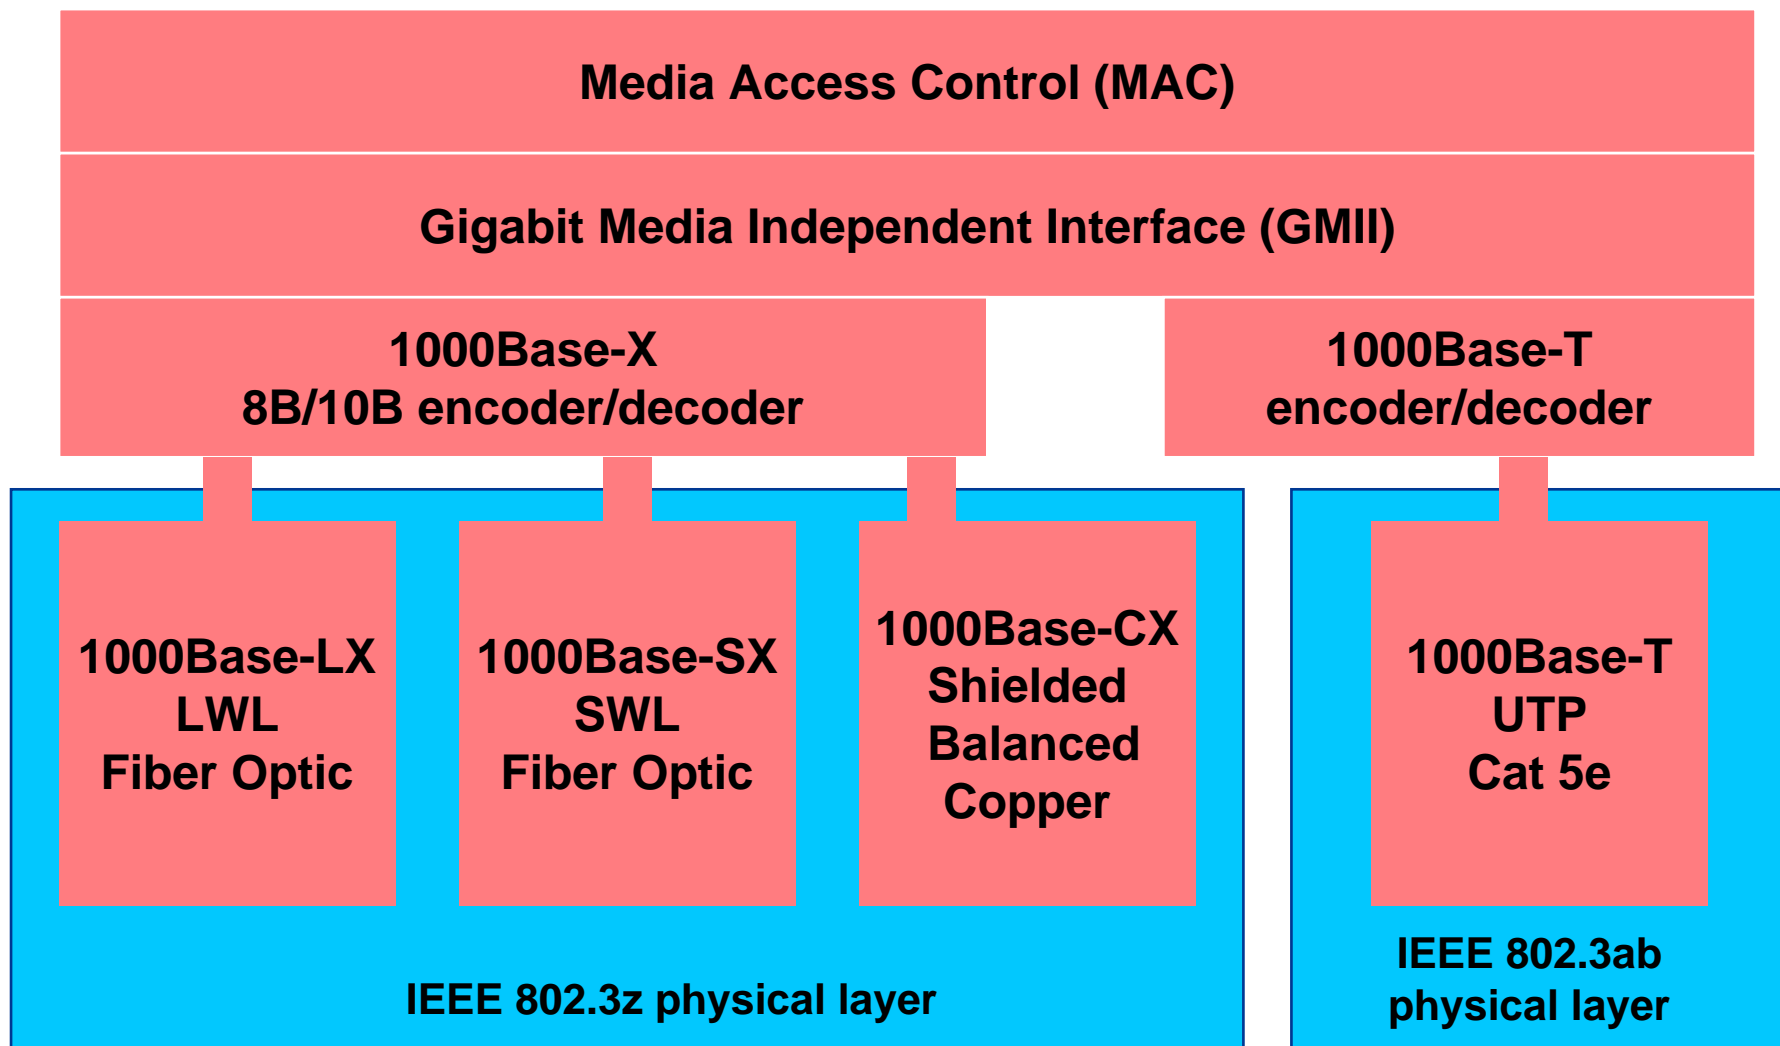 Media Access Control (MAC)
Gigabit Media Independent Interface (GMII)
1000Base-X
8B/10B encoder/decoder
1000Base-T
encoder/decoder
1000Base-LX
LWL
Fiber Optic
1000Base-SX
SWL
Fiber Optic
1000Base-CX
Shielded
Balanced
Copper
1000Base-T
UTP
Cat 5e
IEEE 802.3z physical layer
IEEE 802.3ab
physical layer